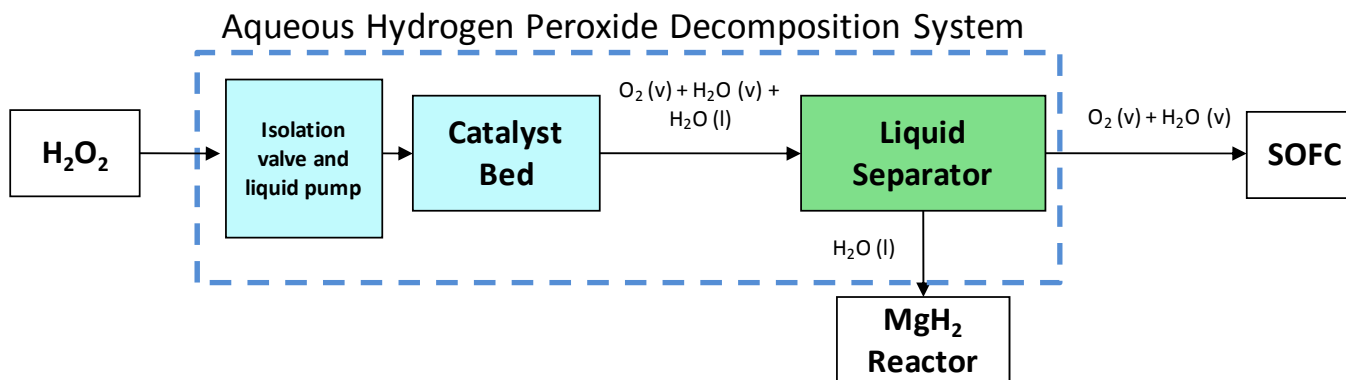 Aqueous Hydrogen Peroxide Decomposition System
H₂O₂
Isolation
valve and
liquid pump
Catalyst
Bed
O₂ (v) + H₂O (v) +
H₂O (l)
Liquid
Separator
O₂ (v) + H₂O (v)
SOFC
H₂O (l)
MgH₂
Reactor